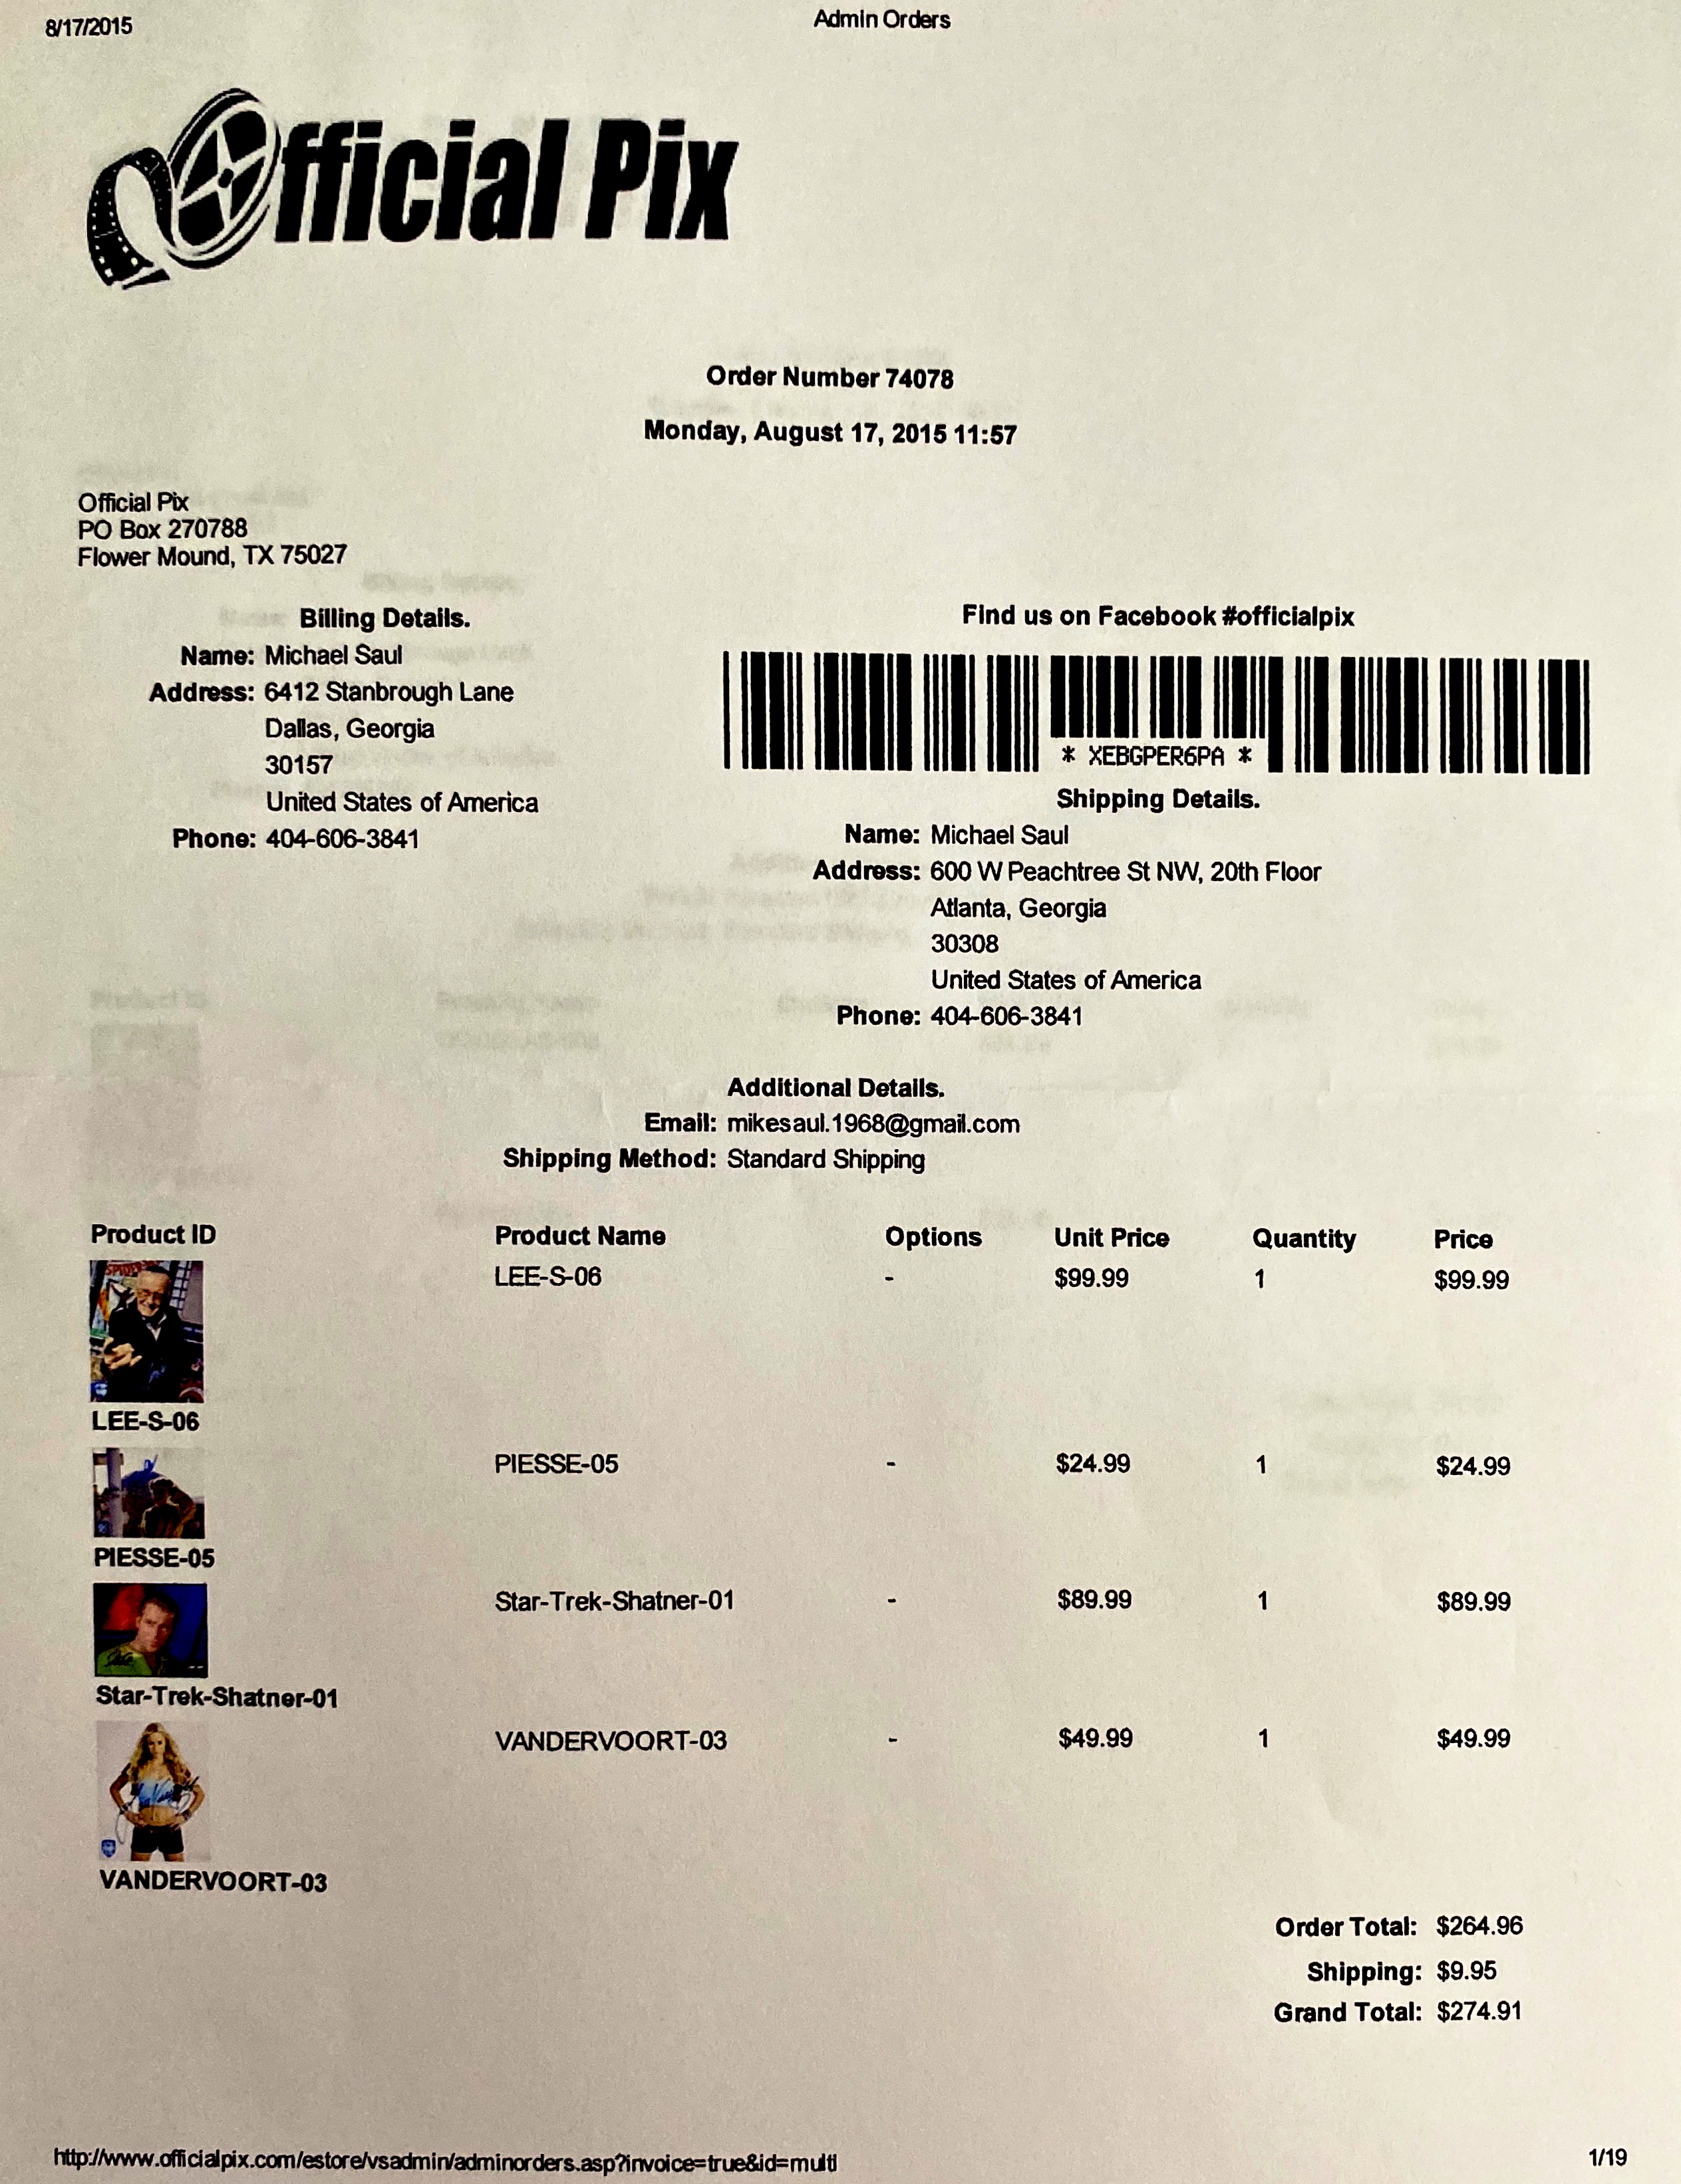 8/17/2015
Admin Orders
Official Pix
Order Number 74078
Monday, August 17, 2015 11:57
Official Pix
PO Box 270788
Flower Mound, TX 75027
Billing Details.
Name: Michael Saul
Address: 6412 Stanbrough Lane
Dallas, Georgia
30157
United States of America
Phone: 404-606-3841
Find us on Facebook #officialpix
* XEBGPER6PA *
Shipping Details.
Name: Michael Saul
Address: 600 W Peachtree St NW, 20th Floor
Atlanta, Georgia
30308
United States of America
Phone: 404-606-3841
Additional Details.
Email: mikesaul.1968@gmail.com
Shipping Method: Standard Shipping
Product ID Product Name Options Unit Price Quantity Price
LEE-S-06 - $99.99 1 $99.99
LEE-S-06
PIESSE-05 - $24.99 1 $24.99
PIESSE-05
Star-Trek-Shatner-01 - $89.99 1 $89.99
Star-Trek-Shatner-01
VANDERVOORT-03 - $49.99 1 $49.99
VANDERVOORT-03
Order Total: $264.96
Shipping: $9.95
Grand Total: $274.91
http://www.officialpix.com/estore/vsadmin/adminorders.asp?invoice=true&id=multi
1/19